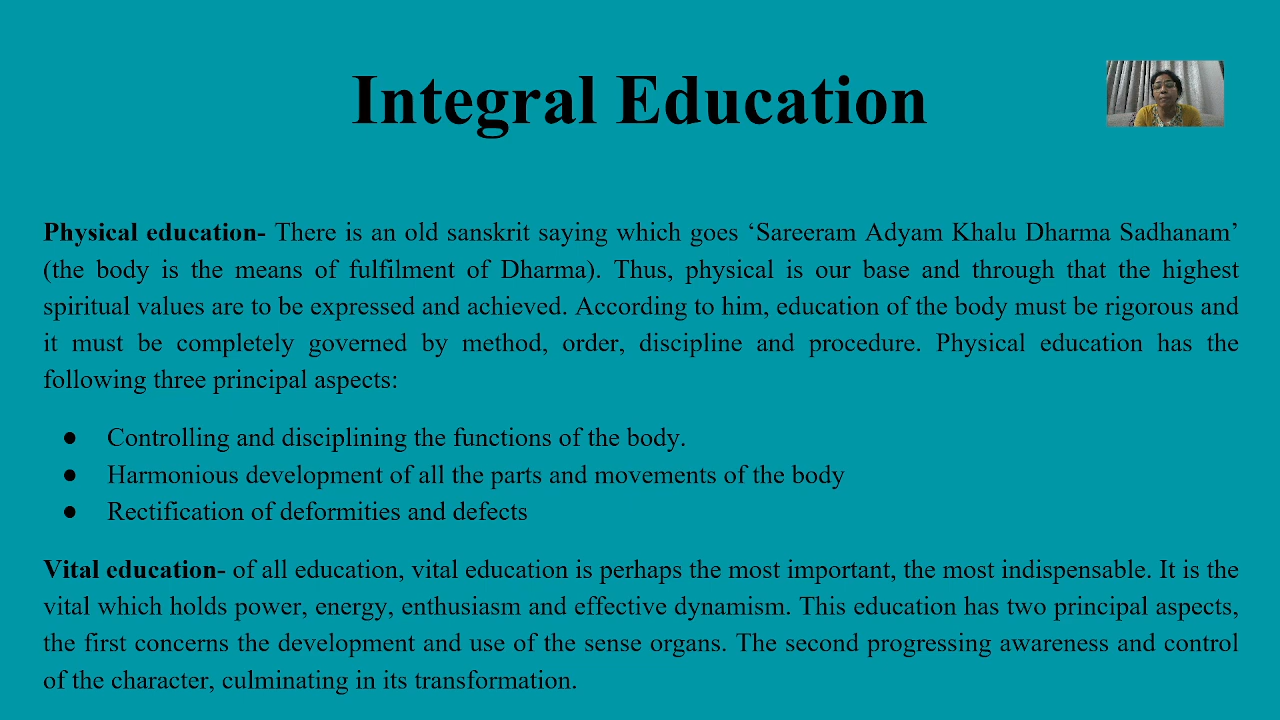 Integral Education
Physical education- There is an old sanskrit saying which goes ‘Sareeram Adyam Khalu Dharma Sadhanam’
(the body is the means of fulfilment of Dharma). Thus, physical is our base and through that the highest
spiritual values are to be expressed and achieved. According to him, education of the body must be rigorous and
it must be completely governed by method, order, discipline and procedure. Physical education has the
following three principal aspects:
● Controlling and disciplining the functions of the body.
● Harmonious development of all the parts and movements of the body
● Rectification of deformities and defects
Vital education- of all education, vital education is perhaps the most important, the most indispensable. It is the
vital which holds power, energy, enthusiasm and effective dynamism. This education has two principal aspects,
the first concerns the development and use of the sense organs. The second progressing awareness and control
of the character, culminating in its transformation.